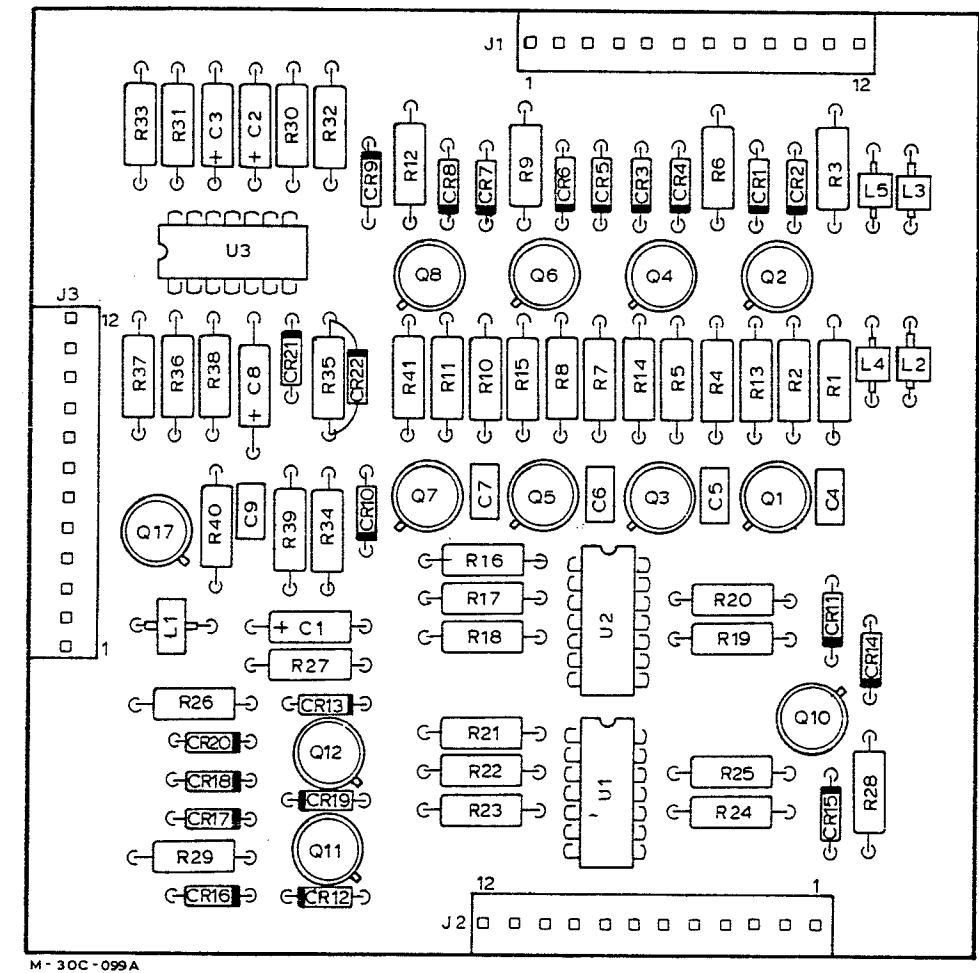 J1
1 12
R33 R31 C3 + C2 + R30 R32
CR9 R12 CR8 CR7 R9 CR6 CR5 CR3 CR4 R6 CR1 CR2 R3 L5 L3
U3
Q8 Q6 Q4 Q2
J3
12
R37 R36 R38 C8 + CR21 R35 CR22 R41 R11 R10 R15 R8 R7 R14 R5 R4 R13 R2 R1 L4 L2
Q17 R40 C9 R39 R34 CR10 Q7 C7 Q5 C6 Q3 C5 Q1 C4
R16
R17 U2 R20 CR11
L1 + C1 R18 R19 CR14
1
R27
R26 CR13 Q10
CR20 Q12 R21
CR18 R22 U1 R25
CR19 R23 R24 CR15 R28
CR17
R29 Q11
CR16 CR12
12 1
J2
M-30C-099A